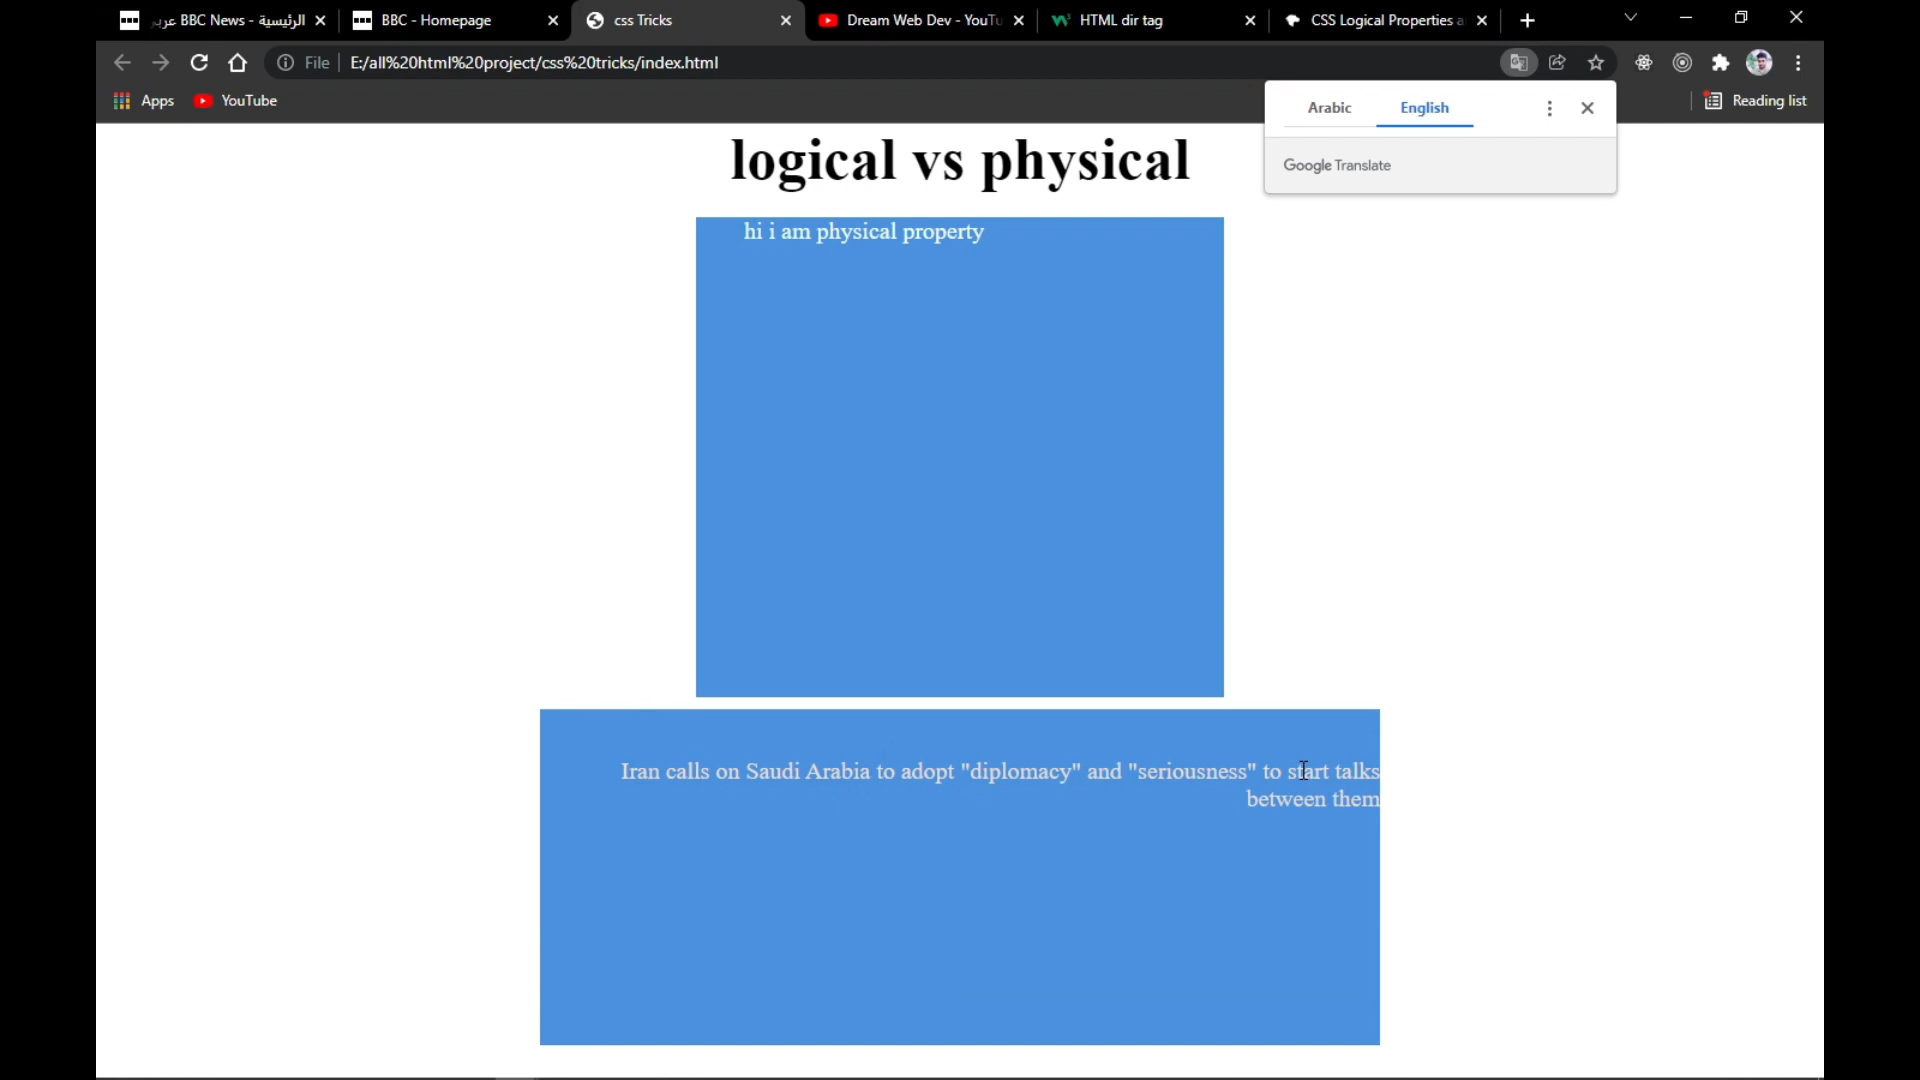 عربي BBC News - الرئيسية
BBC - Homepage
css Tricks
Dream Web Dev - YouTu
HTML dir tag
CSS Logical Properties a
File
E:/all%20html%20project/css%20tricks/index.html
Apps
YouTube
Reading list
Arabic
English
Google Translate
logical vs physical
hi i am physical property
Iran calls on Saudi Arabia to adopt "diplomacy" and "seriousness" to start talks
between them